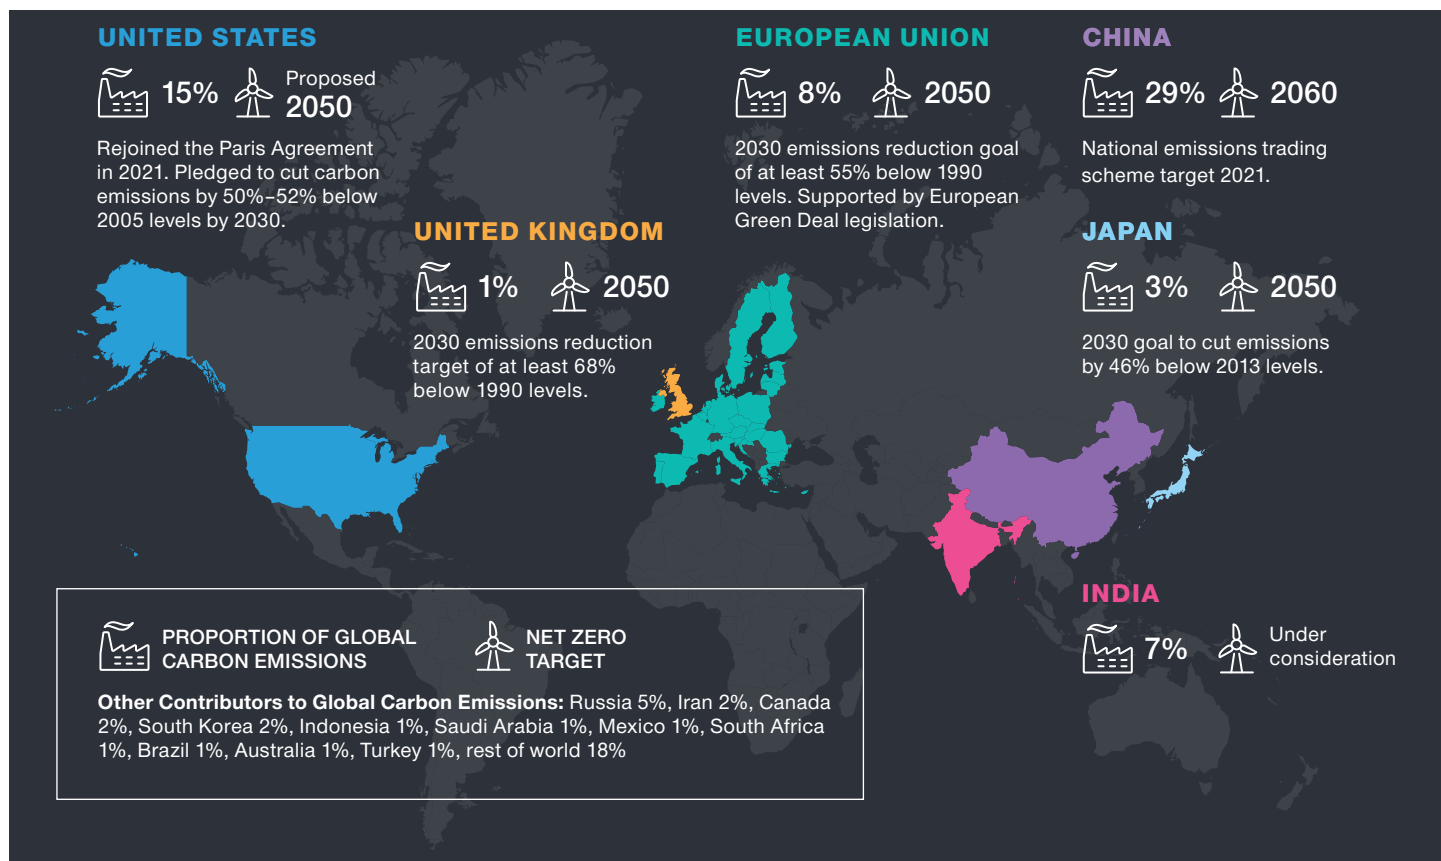 UNITED STATES
15%
Proposed
2050
Rejoined the Paris Agreement
in 2021. Pledged to cut carbon
emissions by 50%–52% below
2005 levels by 2030.
UNITED KINGDOM
1%
2050
2030 emissions reduction
target of at least 68%
below 1990 levels.
EUROPEAN UNION
8%
2050
2030 emissions reduction goal
of at least 55% below 1990
levels. Supported by European
Green Deal legislation.
CHINA
29%
2060
National emissions trading
scheme target 2021.
JAPAN
3%
2050
2030 goal to cut emissions
by 46% below 2013 levels.
INDIA
7%
Under
consideration
PROPORTION OF GLOBAL
CARBON EMISSIONS
NET ZERO
TARGET
Other Contributors to Global Carbon Emissions: Russia 5%, Iran 2%, Canada
2%, South Korea 2%, Indonesia 1%, Saudi Arabia 1%, Mexico 1%, South Africa
1%, Brazil 1%, Australia 1%, Turkey 1%, rest of world 18%